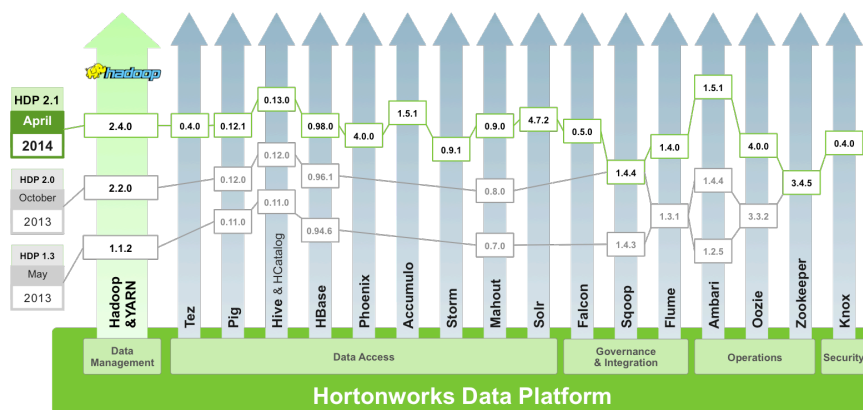 hadoop
HDP 2.1
April
2014
2.4.0
0.4.0
0.12.1
0.13.0
0.98.0
4.0.0
1.5.1
0.9.1
0.9.0
4.7.2
0.5.0
1.4.4
1.4.0
1.5.1
4.0.0
3.4.5
0.4.0
HDP 2.0
October
2013
2.2.0
0.12.0
0.12.0
0.96.1
0.8.0
1.4.4
HDP 1.3
May
2013
1.1.2
0.11.0
0.11.0
0.94.6
0.7.0
1.4.3
1.3.1
1.2.5
3.3.2
Hadoop
&YARN
Tez
Pig
Hive & HCatalog
HBase
Phoenix
Accumulo
Storm
Mahout
Solr
Falcon
Sqoop
Flume
Ambari
Oozie
Zookeeper
Knox
Data
Management
Data Access
Governance
& Integration
Operations
Security
Hortonworks Data Platform